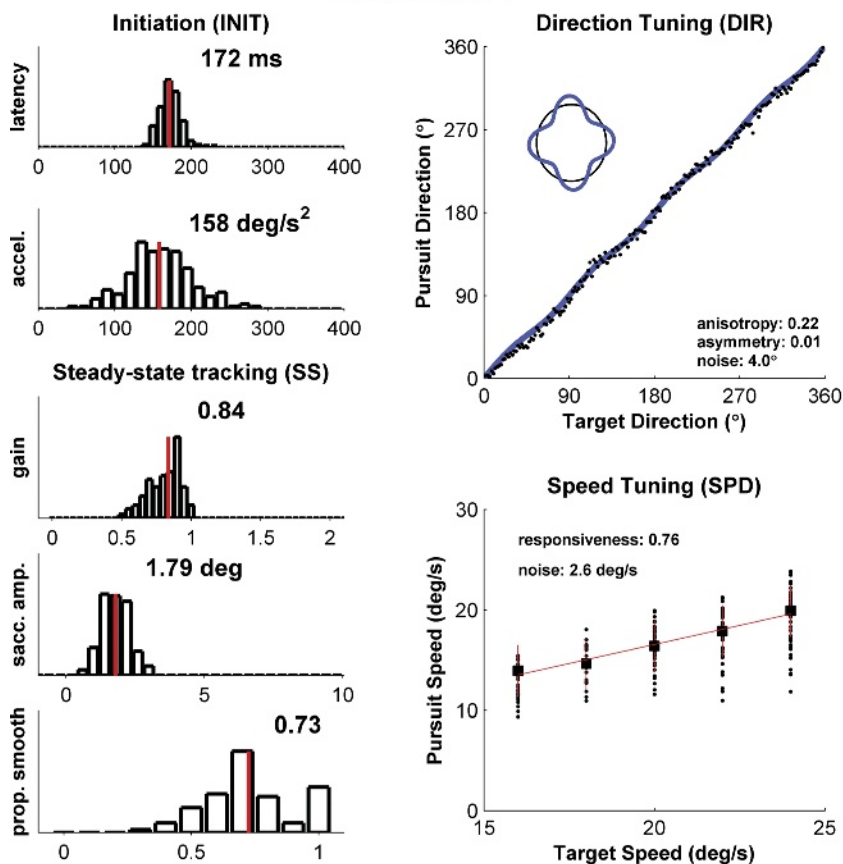 Initiation (INIT)
172 ms
latency
0 100 200 300 400
158 deg/s²
accel.
0 100 200 300 400
Steady-state tracking (SS)
0.84
gain
0 0.5 1 1.5 2
1.79 deg
sacc. amp.
0 5 10
0.73
prop. smooth
0 0.5 1
Direction Tuning (DIR)
360
270
180
90
0
Pursuit Direction (°)
anisotropy: 0.22
asymmetry: 0.01
noise: 4.0°
0 90 180 270 360
Target Direction (°)
Speed Tuning (SPD)
30
20
10
0
Pursuit Speed (deg/s)
responsiveness: 0.76
noise: 2.6 deg/s
15 20 25
Target Speed (deg/s)